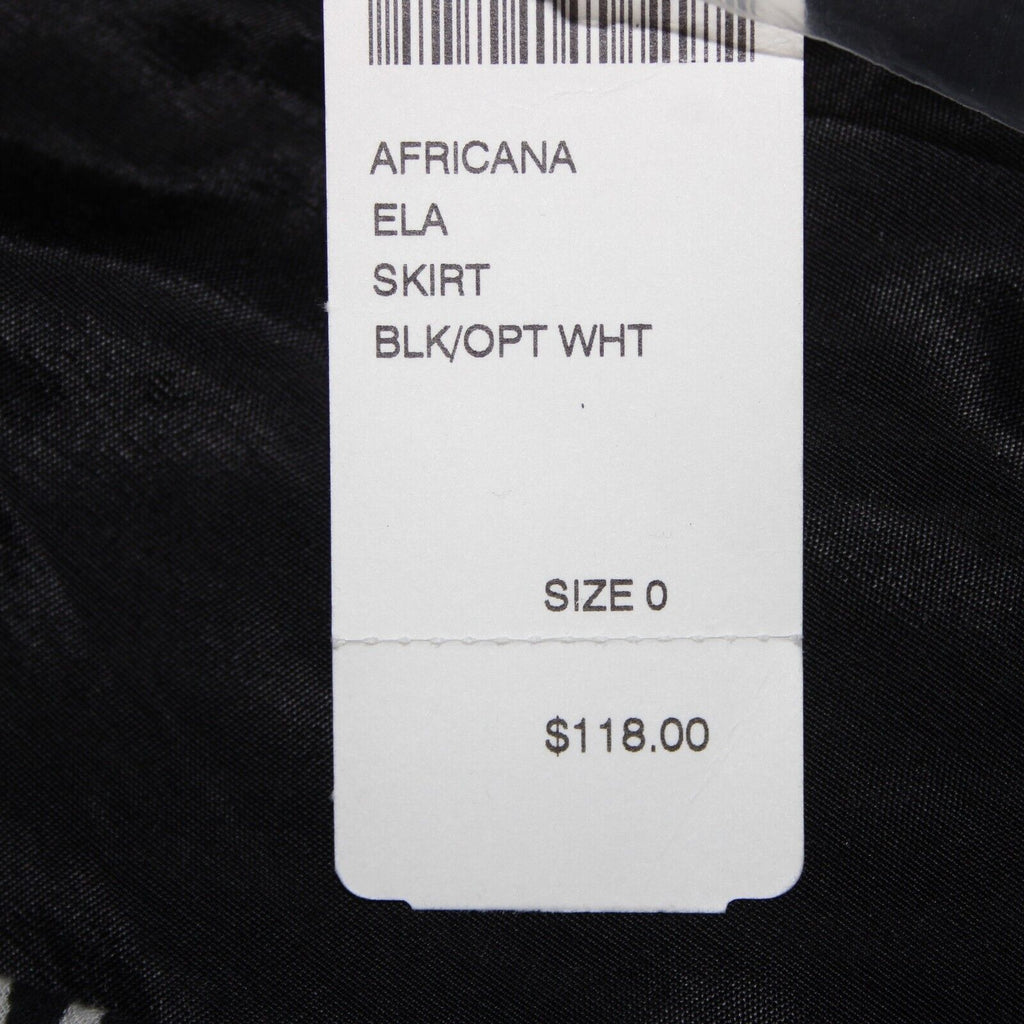 AFRICANA
ELA
SKIRT
BLK/OPT WHT
SIZE 0
$118.00